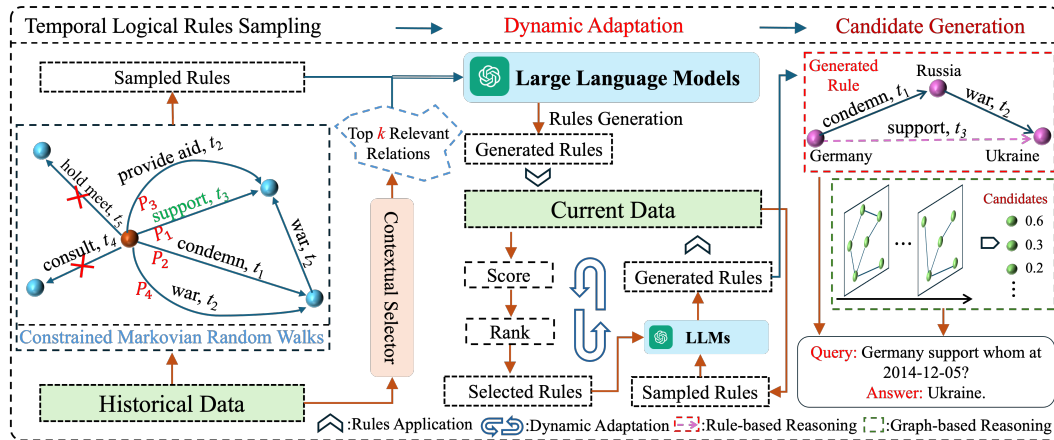 Temporal Logical Rules Sampling
Dynamic Adaptation
Candidate Generation
Sampled Rules
hold meet, t5
provide aid, t2
P3
support, t3
P1
consult, t4
P2
condemn, t1
war, t2
P4
war, t2
Constrained Markovian Random Walks
Historical Data
Top k Relevant
Relations
Contextual Selector
Large Language Models
Rules Generation
Generated Rules
Current Data
Score
Rank
Selected Rules
Generated Rules
LLMs
Sampled Rules
Generated
Rule
Russia
condemn, t1
war, t2
support, t3
Germany
Ukraine
Candidates
0.6
0.3
0.2
...
⋮
Query: Germany support whom at
2014-12-05?
Answer: Ukraine.
:Rules Application
:Dynamic Adaptation
:Rule-based Reasoning
:Graph-based Reasoning